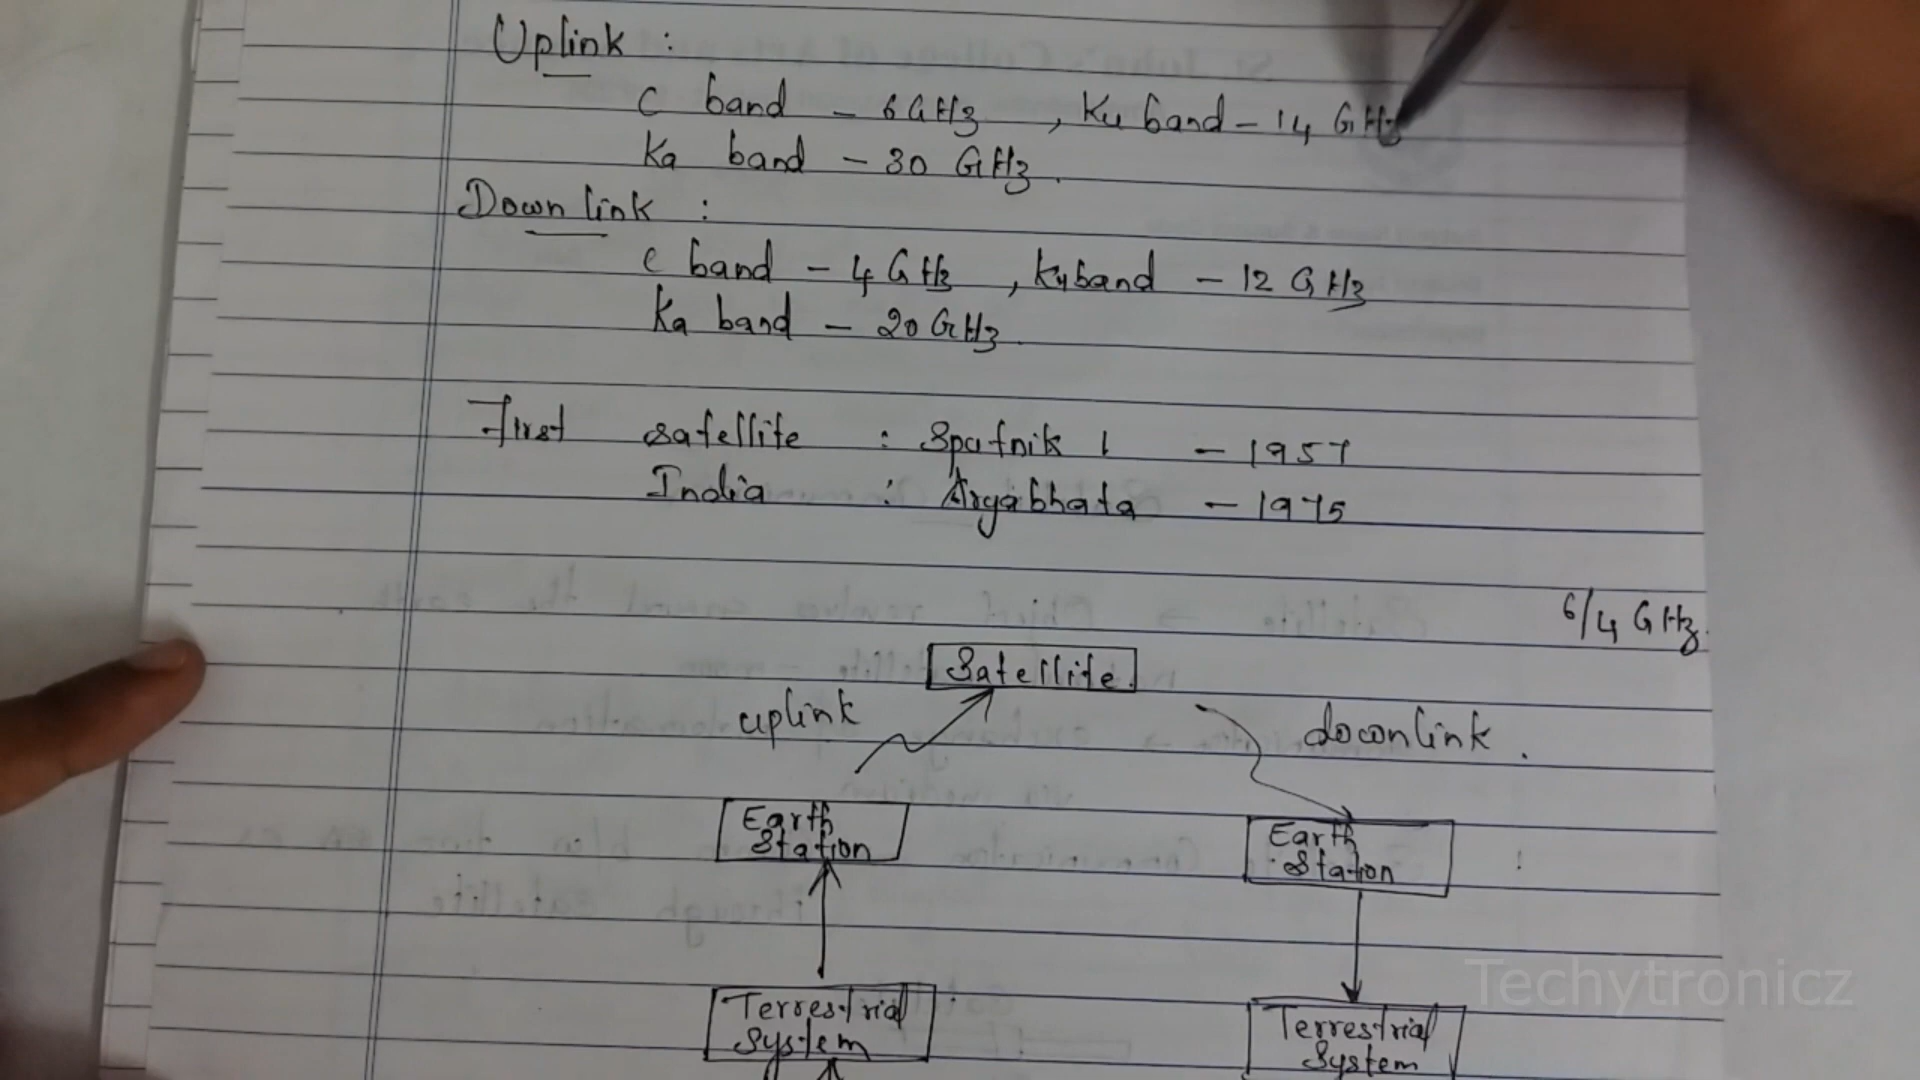 Uplink :
C band - 6 GHz , Ku band - 14 GHz
Ka band - 30 GHz.
Down link :
C band - 4 GHz , Ku band - 12 GHz
Ka band - 20 GHz.
First satellite : Sputnik 1 - 1957
India : Aryabhata - 1975
6/4 GHz.
Satellite.
uplink
downlink.
Earth
Station
Earth
Station
Terrestrial
System
Terrestrial
System
Techytronicz